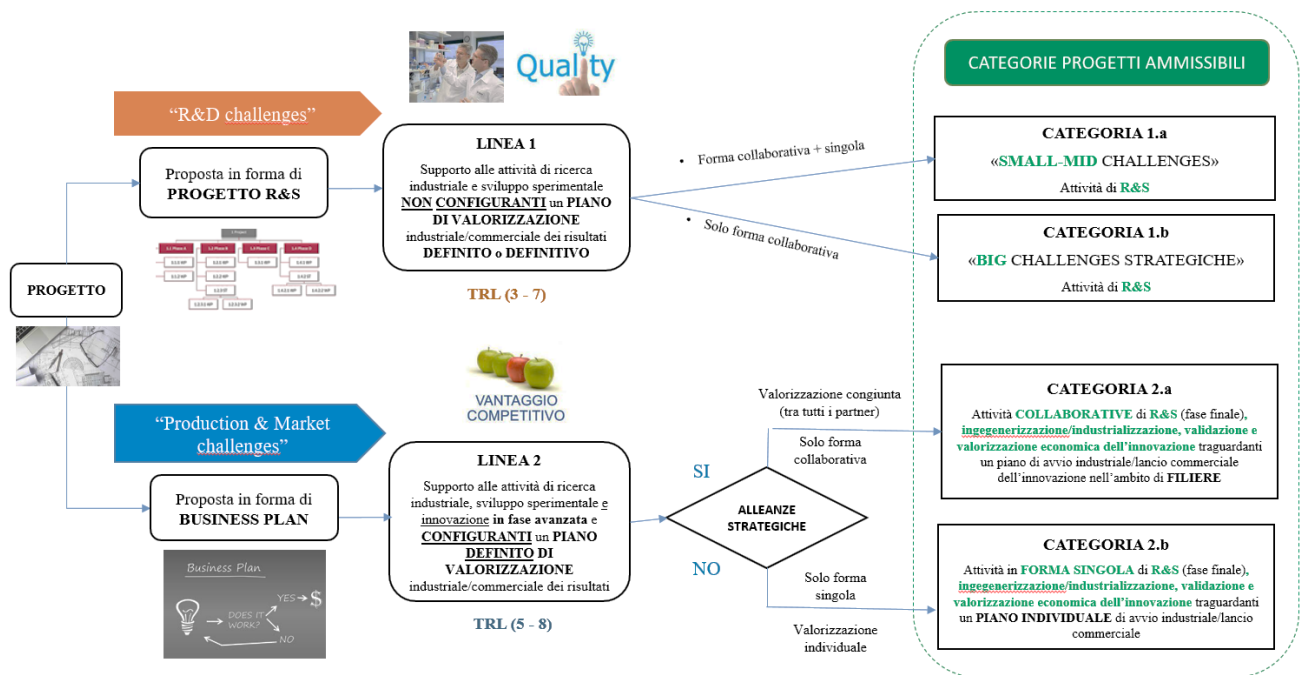 CATEGORIE PROGETTI AMMISSIBILI
Quality
“R&D challenges”
Proposta in forma di
PROGETTO R&S
LINEA 1
Supporto alle attività di ricerca
industriale e sviluppo sperimentale
NON CONFIGURANTI un PIANO
DI VALORIZZAZIONE
industriale/commerciale dei risultati
DEFINITO o DEFINITIVO
TRL (3 - 7)
• Forma collaborativa + singola
• Solo forma collaborativa
CATEGORIA 1.a
«SMALL-MID CHALLENGES»
Attività di R&S
CATEGORIA 1.b
«BIG CHALLENGES STRATEGICHE»
Attività di R&S
PROGETTO
VANTAGGIO
COMPETITIVO
“Production & Market
challenges”
Proposta in forma di
BUSINESS PLAN
Business Plan
DOES IT
WORK?
YES
$
NO
LINEA 2
Supporto alle attività di ricerca
industriale, sviluppo sperimentale e
innovazione in fase avanzata e
CONFIGURANTI un PIANO
DEFINITO DI
VALORIZZAZIONE
industriale/commerciale dei risultati
TRL (5 - 8)
ALLEANZE
STRATEGICHE
SI
NO
Valorizzazione congiunta
(tra tutti i partner)
Solo forma
collaborativa
Solo forma
singola
Valorizzazione
individuale
CATEGORIA 2.a
Attività COLLABORATIVE di R&S (fase finale),
ingegenerizzazione/industrializzazione, validazione e
valorizzazione economica dell’innovazione traguardanti
un piano di avvio industriale/lancio commerciale
dell’innovazione nell’ambito di FILIERE
CATEGORIA 2.b
Attività in FORMA SINGOLA di R&S (fase finale),
ingegenerizzazione/industrializzazione, validazione e
valorizzazione economica dell’innovazione traguardanti
un PIANO INDIVIDUALE di avvio industriale/lancio
commerciale